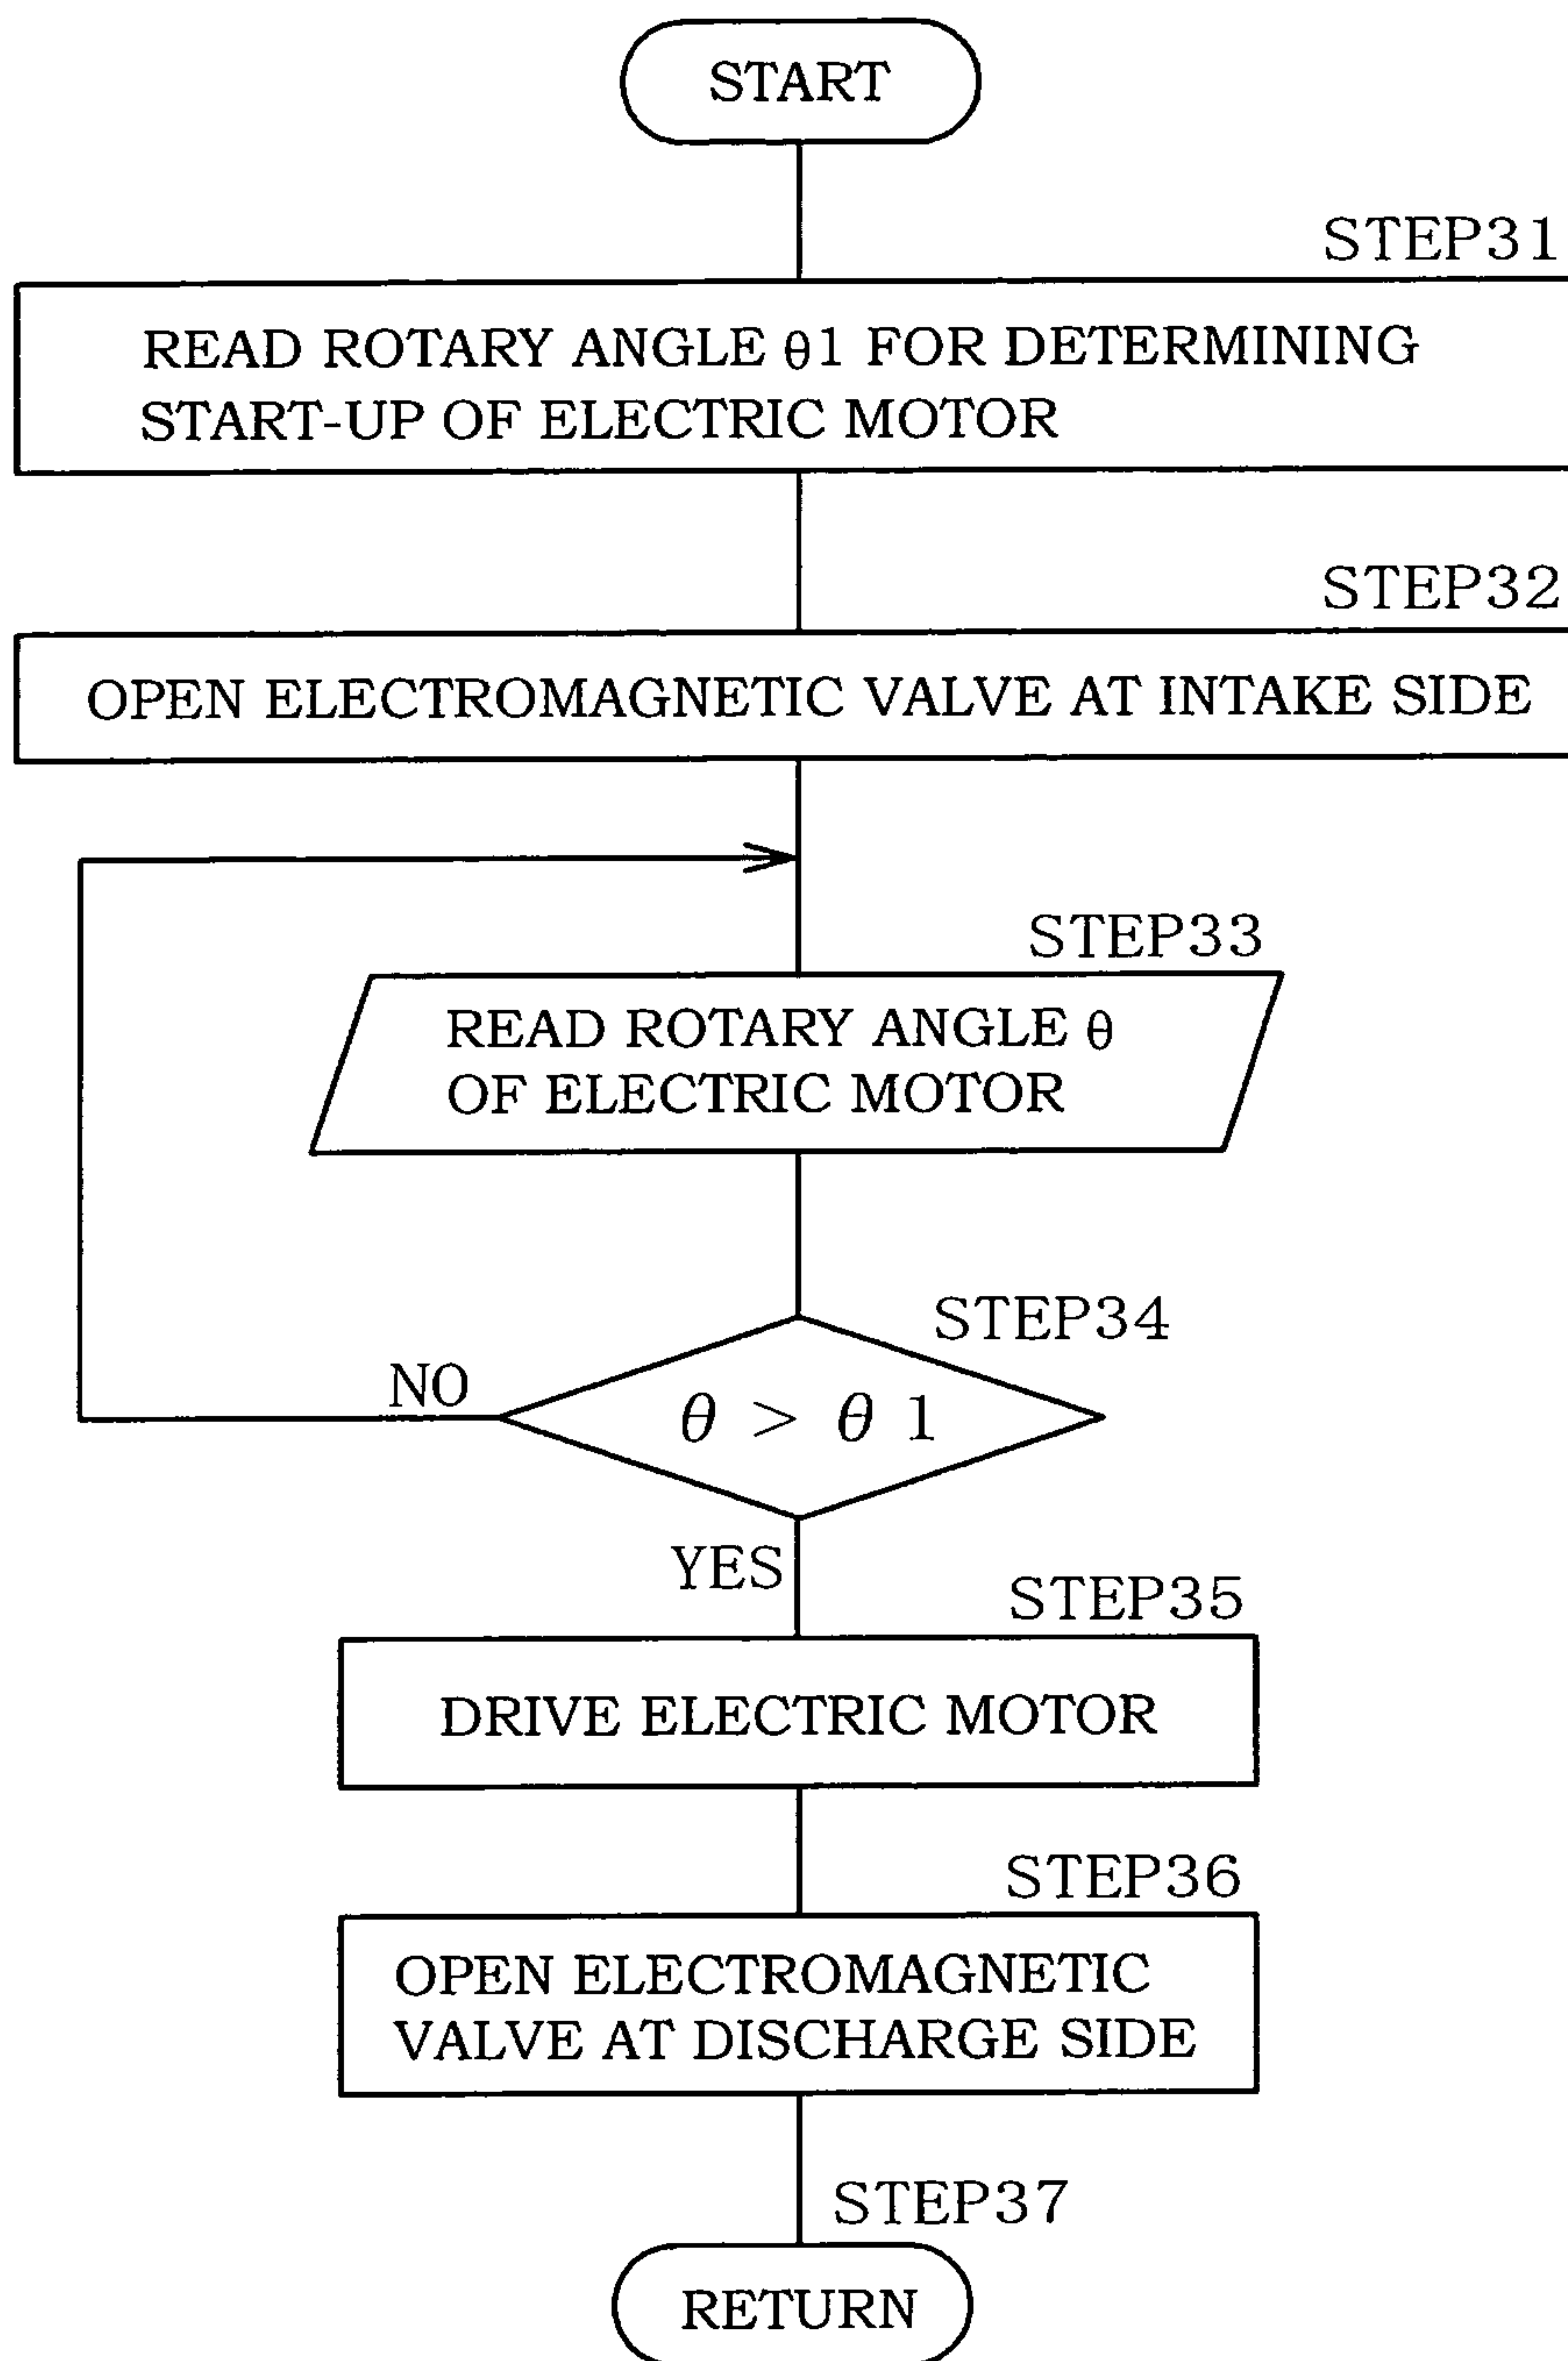 START
STEP31
READ ROTARY ANGLE θ1 FOR DETERMINING
START-UP OF ELECTRIC MOTOR
STEP32
OPEN ELECTROMAGNETIC VALVE AT INTAKE SIDE
STEP33
READ ROTARY ANGLE θ
OF ELECTRIC MOTOR
STEP34
NO
θ > θ 1
YES
STEP35
DRIVE ELECTRIC MOTOR
STEP36
OPEN ELECTROMAGNETIC
VALVE AT DISCHARGE SIDE
STEP37
RETURN